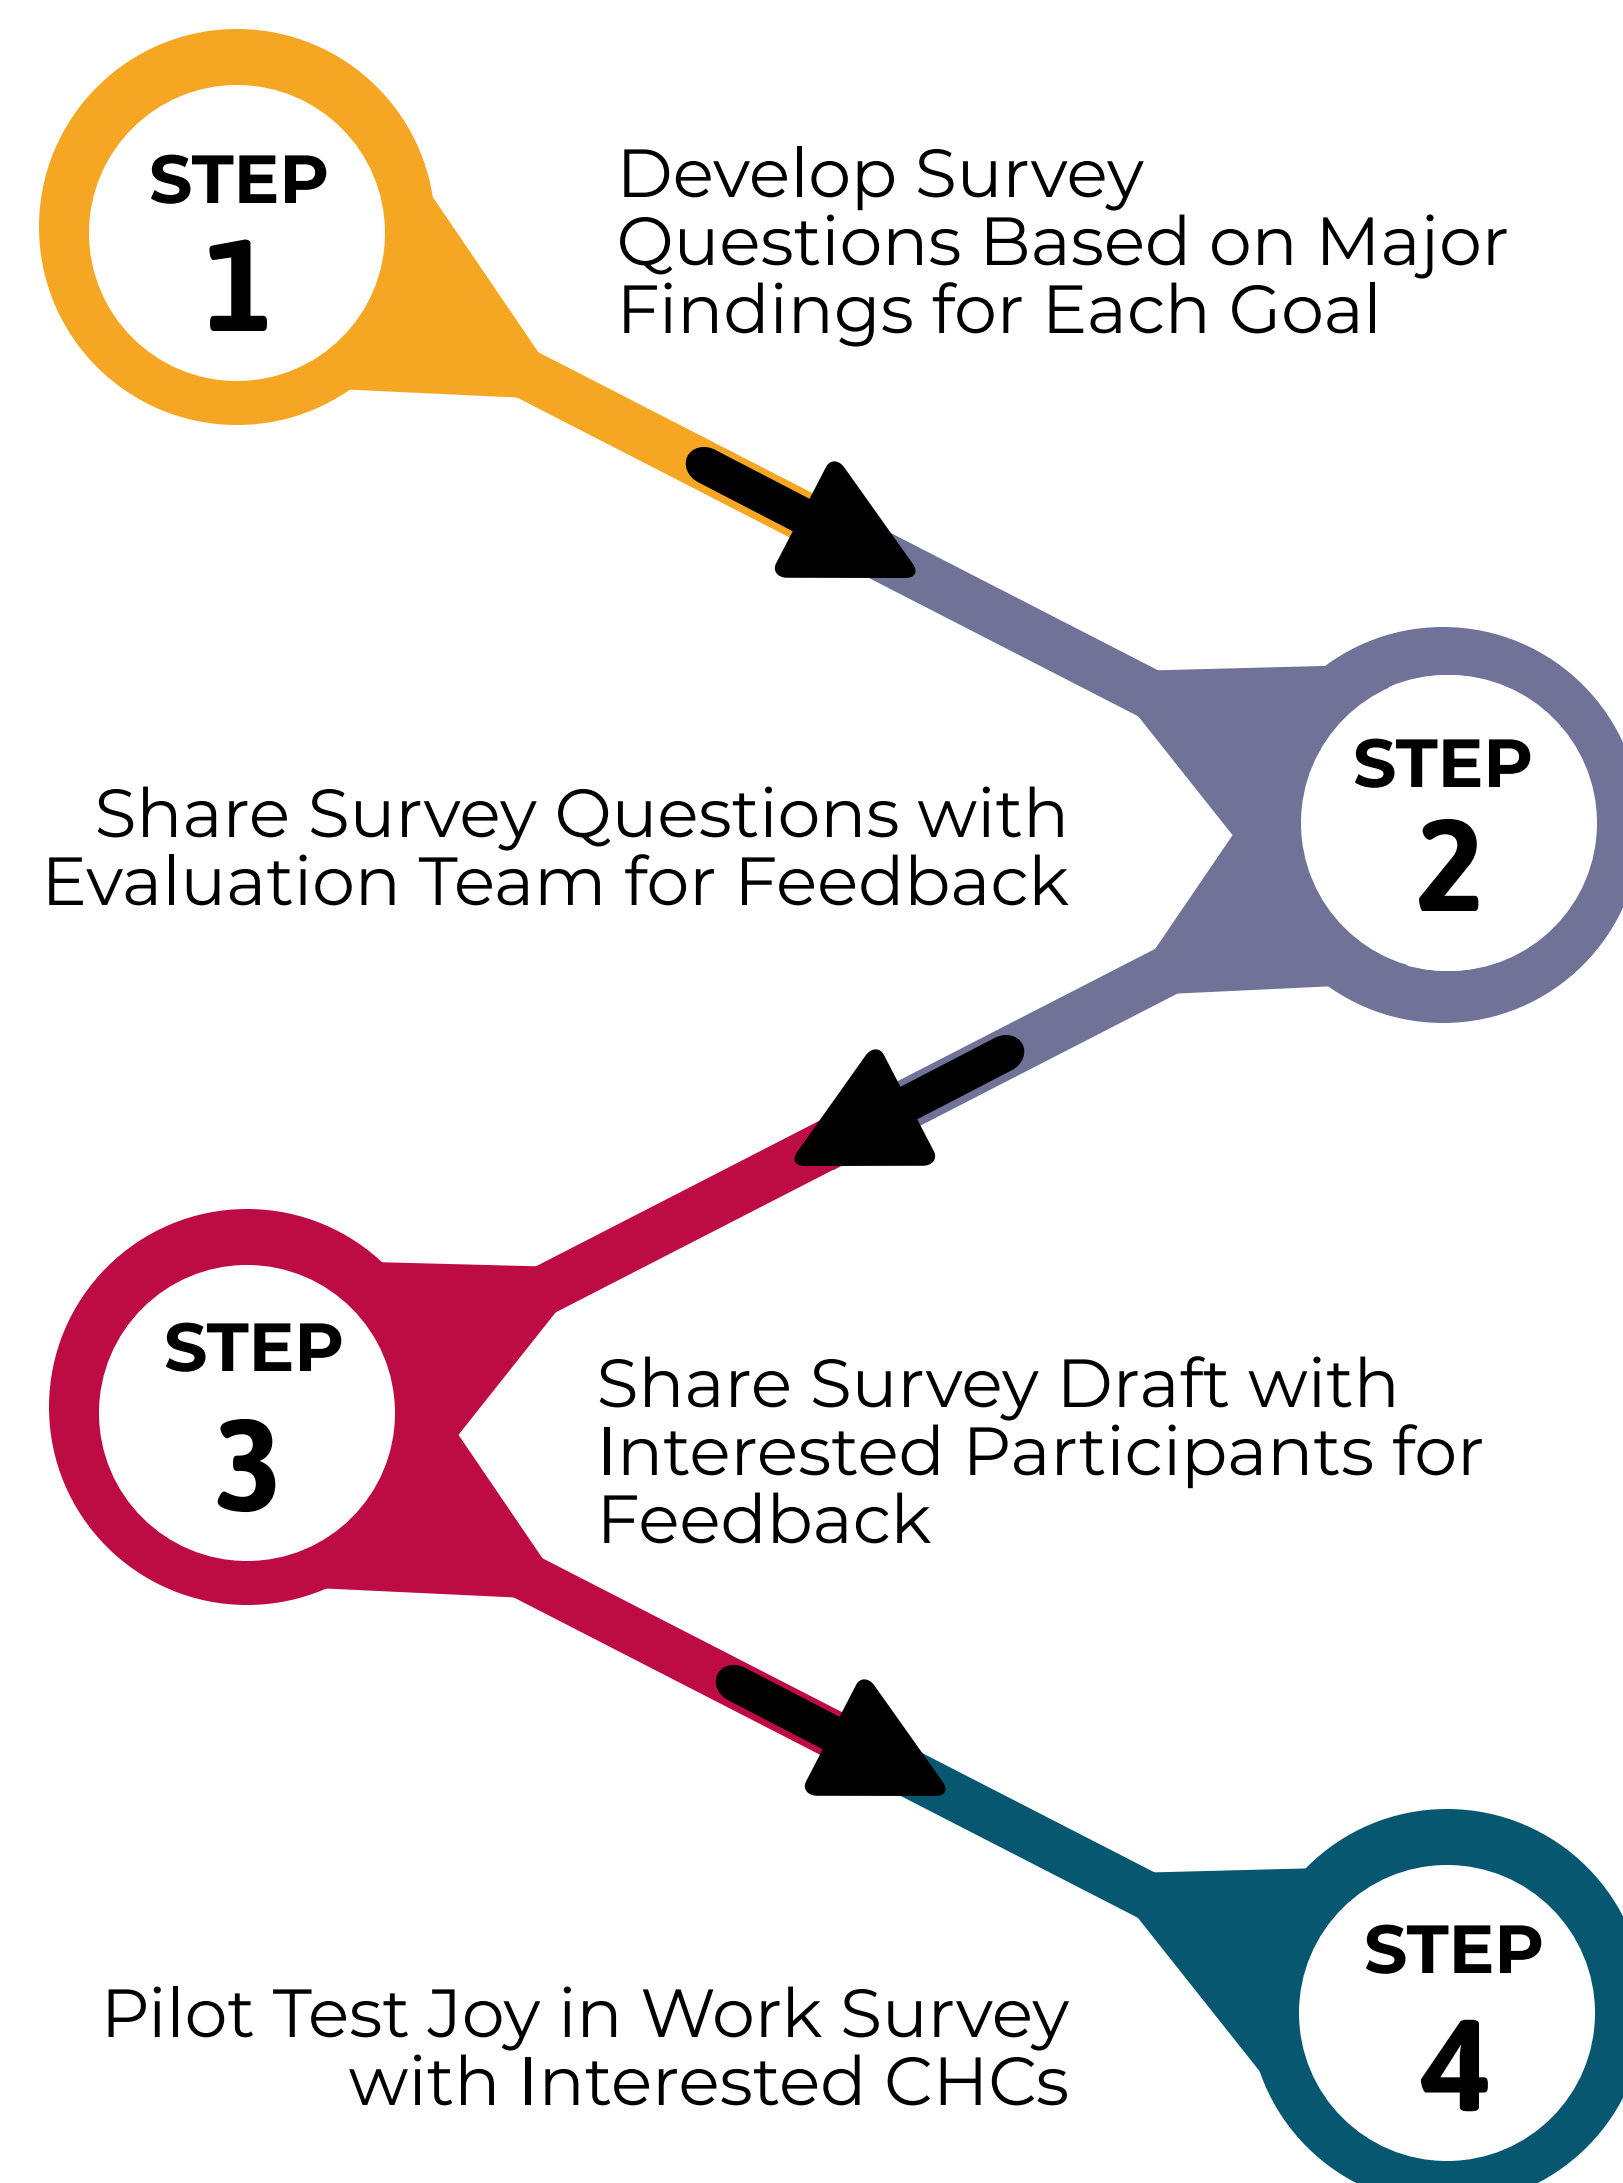 STEP
1
Develop Survey
Questions Based on Major
Findings for Each Goal
STEP
2
Share Survey Questions with
Evaluation Team for Feedback
STEP
3
Share Survey Draft with
Interested Participants for
Feedback
STEP
4
Pilot Test Joy in Work Survey
with Interested CHCs